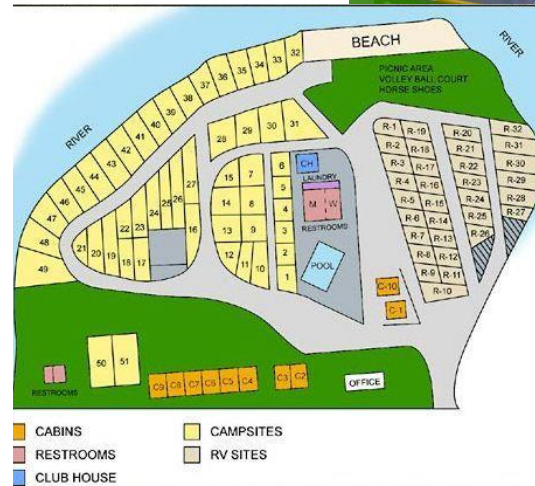 BEACH
RIVER
PICNIC AREA
VOLLEY BALL COURT
HORSE SHOES
RIVER
32
33
34
35
36
37
38
39
40
41
42
43
44
45
46
47
48
49
28
29
30
31
27
26
25
24
23
22
21
20
19
18
17
16
15
14
13
12
11
10
9
8
7
6
5
4
3
2
1
CH
LAUNDRY
M W
RESTROOMS
POOL
R-1 R-19
R-2 R-18
R-3 R-17
R-4 R-16
R-5 R-15
R-6 R-14
R-7 R-13
R-8 R-12
R-9 R-11
R-10
R-20
R-21
R-22
R-23
R-24
R-25
R-26
R-32
R-31
R-30
R-29
R-28
R-27
C-10
C-1
50 51
RESTROOMS
C9 C8 C7 C6 C5 C4
C3 C2
OFFICE
CABINS
RESTROOMS
CLUB HOUSE
CAMPSITES
RV SITES